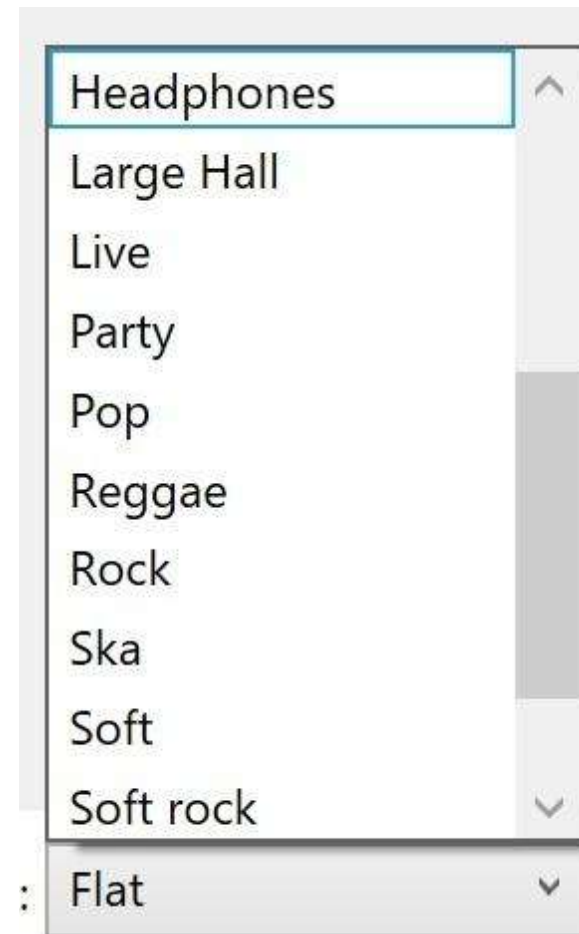 Headphones
Large Hall
Live
Party
Pop
Reggae
Rock
Ska
Soft
Soft rock
: Flat